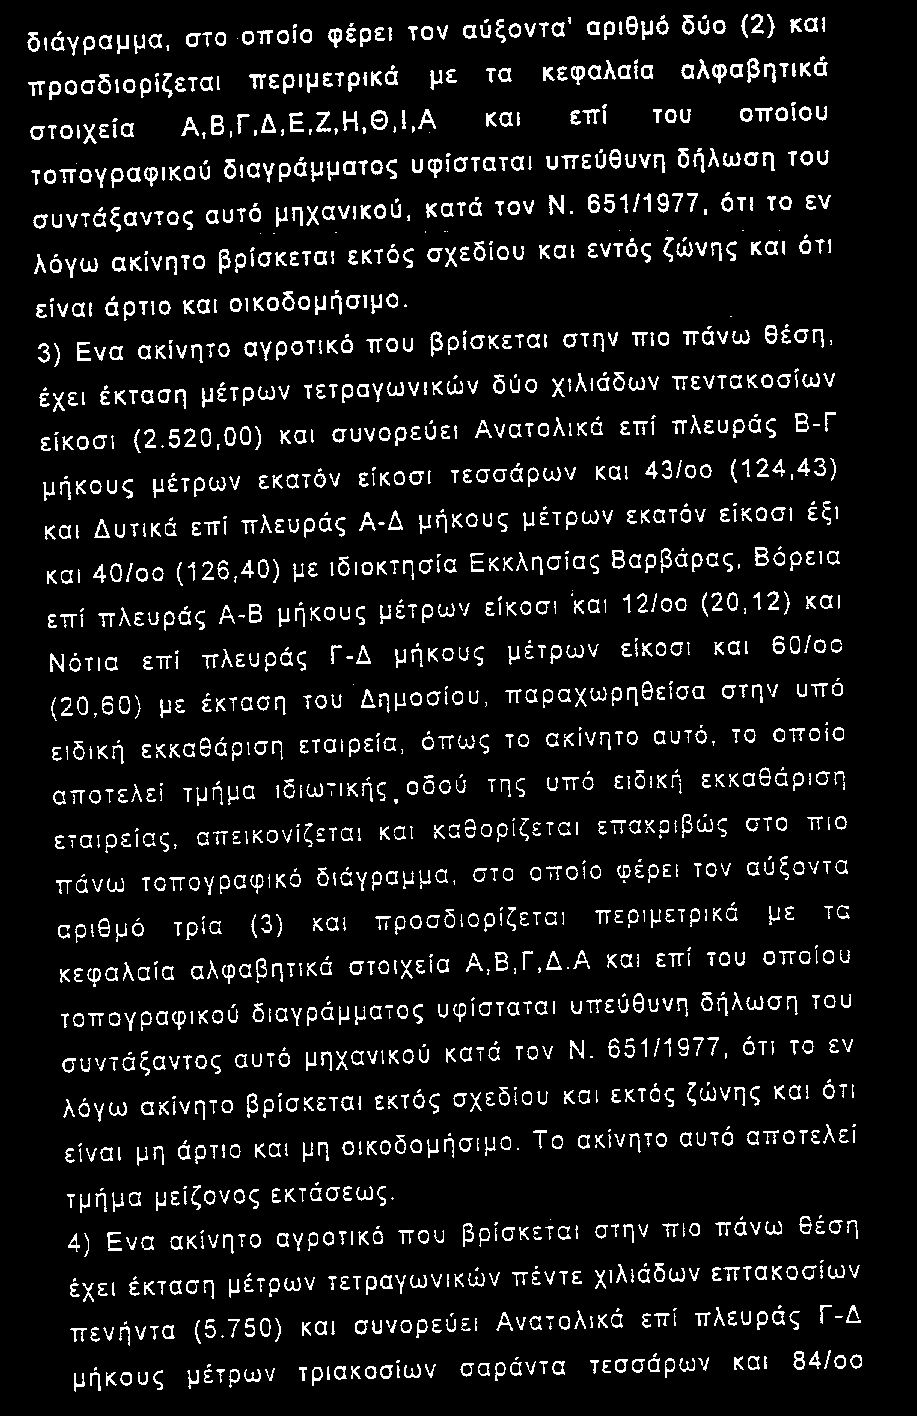 διάγραμμα, στο οποίο φέρει τον αύξοντα' αριθμό δύο (2) και
προσδιορίζεται περιμετρικά με τα κεφαλαία αλφαβητικά
στοιχεία Α,Β,Γ,Δ,Ε,Ζ,Η,Θ,Ι,Α και επί του οποίου
τοπογραφικού διαγράμματος υφίσταται υπεύθυνη δήλωση του
συντάξαντος αυτό μηχανικού, κατά τον Ν. 651/1977, ότι το εν
λόγω ακίνητο βρίσκεται εκτός σχεδίου και εντός ζώνης και ότι
είναι άρτιο και οικοδομήσιμο.
3) Ενα ακίνητο αγροτικό που βρίσκεται στην πιο πάνω θέση,
έχει έκταση μέτρων τετραγωνικών δύο χιλιάδων πεντακοσίων
είκοσι (2.520,00) και συνορεύει Ανατολικά επί πλευράς Β-Γ
μήκους μέτρων εκατόν είκοσι τεσσάρων και 43/οο (124,43)
και Δυτικά επί πλευράς Α-Δ μήκους μέτρων εκατόν είκοσι έξι
και 40/οο (126,40) με ιδιοκτησία Εκκλησίας Βαρβάρας, Βόρεια
επί πλευράς Α-Β μήκους μέτρων είκοσι και 12/οο (20,12) και
Νότια επί πλευράς Γ-Δ μήκους μέτρων είκοσι και 60/οο
(20,60) με έκταση του Δημοσίου, παραχωρηθείσα στην υπό
ειδική εκκαθάριση εταιρεία, όπως το ακίνητο αυτό, το οποίο
αποτελεί τμήμα ιδιωτικής οδού της υπό ειδική εκκαθάριση
εταιρείας, απεικονίζεται και καθορίζεται επακριβώς στο πιο
πάνω τοπογραφικό διάγραμμα, στο οποίο φέρει τον αύξοντα
αριθμό τρία (3) και προσδιορίζεται περιμετρικά με τα
κεφαλαία αλφαβητικά στοιχεία Α,Β,Γ,Δ.Α και επί του οποίου
τοπογραφικού διαγράμματος υφίσταται υπεύθυνη δήλωση του
συντάξαντος αυτό μηχανικού κατά τον Ν. 651/1977, ότι το εν
λόγω ακίνητο βρίσκεται εκτός σχεδίου και εκτός ζώνης και ότι
είναι μη άρτιο και μη οικοδομήσιμο. Το ακίνητο αυτό αποτελεί
τμήμα μείζονος εκτάσεως.
4) Ενα ακίνητο αγροτικό που βρίσκεται στην πιο πάνω θέση
έχει έκταση μέτρων τετραγωνικών πέντε χιλιάδων επτακοσίων
πενήντα (5.750) και συνορεύει Ανατολικά επί πλευράς Γ-Δ
μήκους μέτρων τριακοσίων σαράντα τεσσάρων και 84/οο